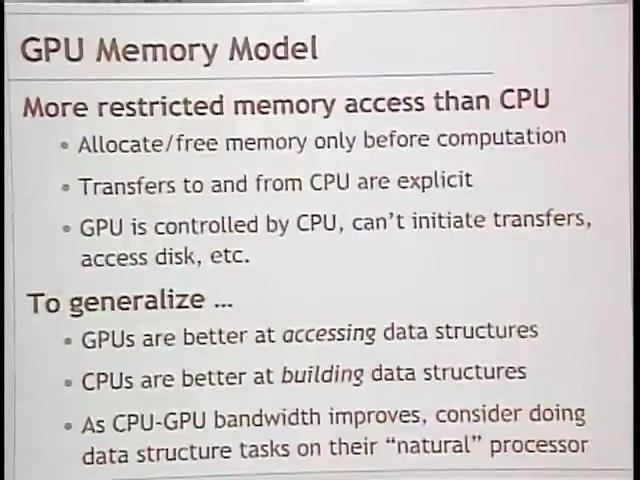 GPU Memory Model
More restricted memory access than CPU
• Allocate/free memory only before computation
• Transfers to and from CPU are explicit
• GPU is controlled by CPU, can't initiate transfers,
access disk, etc.
To generalize ...
• GPUs are better at accessing data structures
• CPUs are better at building data structures
• As CPU-GPU bandwidth improves, consider doing
data structure tasks on their “natural” processor